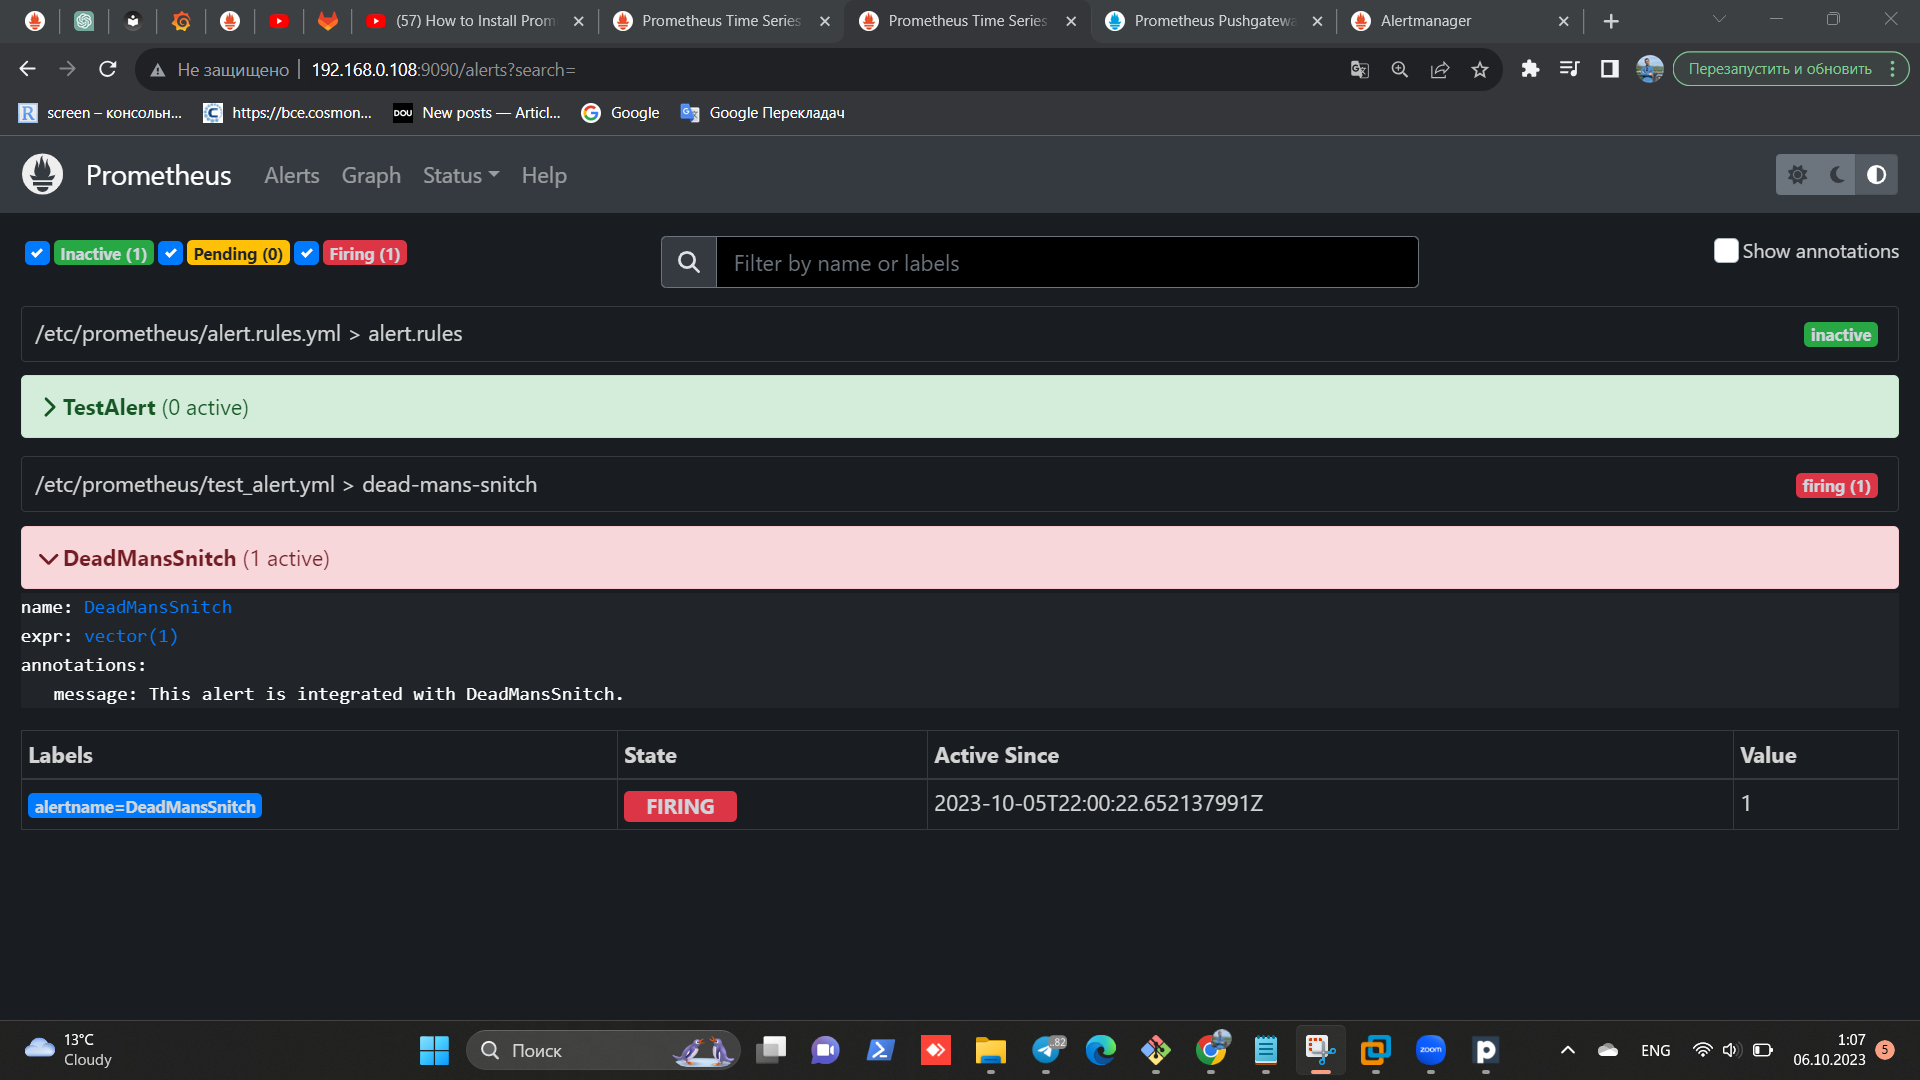 (57) How to Install Prom
Prometheus Time Series
Prometheus Time Series
Prometheus Pushgatewa
Alertmanager
Не защищено
192.168.0.108:9090/alerts?search=
Перезапустить и обновить
screen – консольн...
https://bce.cosmon...
DOU
New posts — Articl...
Google
Google Перекладач
Prometheus
Alerts
Graph
Status
Help
Inactive (1)
Pending (0)
Firing (1)
Filter by name or labels
Show annotations
/etc/prometheus/alert.rules.yml > alert.rules
inactive
TestAlert (0 active)
/etc/prometheus/test_alert.yml > dead-mans-snitch
firing (1)
DeadMansSnitch (1 active)
name: DeadMansSnitch
expr: vector(1)
annotations:
message: This alert is integrated with DeadMansSnitch.
Labels State Active Since Value
alertname=DeadMansSnitch FIRING 2023-10-05T22:00:22.652137991Z 1
13°C
Cloudy
Поиск
82
zoom
ENG
1:07
06.10.2023
5